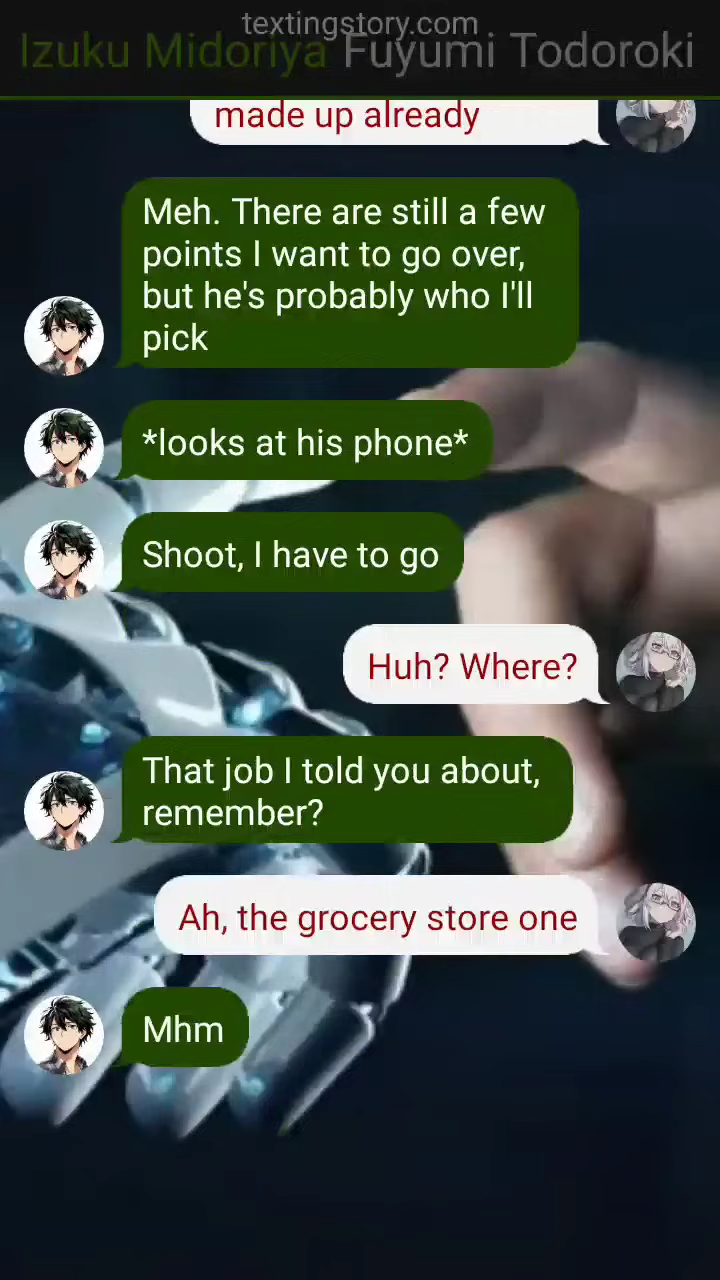 textingstory.com
Izuku Midoriya Fuyumi Todoroki
made up already
Meh. There are still a few
points I want to go over,
but he's probably who I'll
pick
*looks at his phone*
Shoot, I have to go
Huh? Where?
That job I told you about,
remember?
Ah, the grocery store one
Mhm